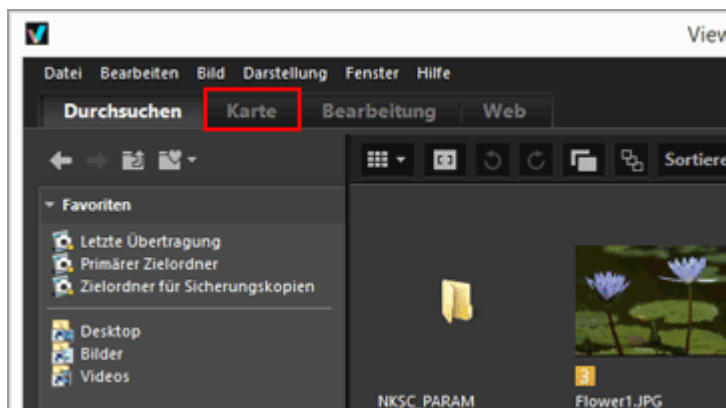 View
Datei Bearbeiten Bild Darstellung Fenster Hilfe
Durchsuchen Karte Bearbeitung Web
Sortiere
Favoriten
Letzte Übertragung
Primärer Zielordner
Zielordner für Sicherungskopien
Desktop
Bilder
Videos
3
NKSC_PARAM Flower1.JPG